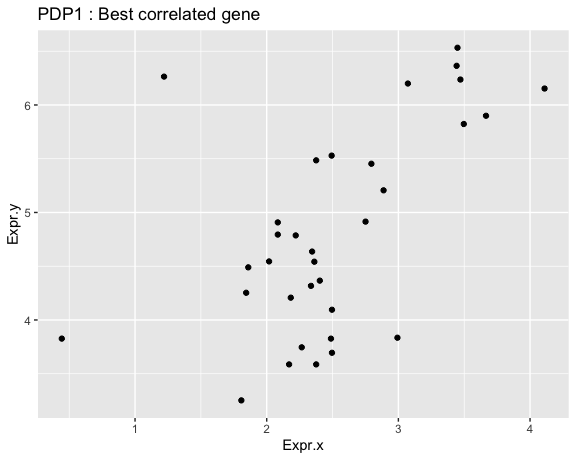 PDP1 : Best correlated gene
Expr.y
6
5
4
1 2 3 4
Expr.x